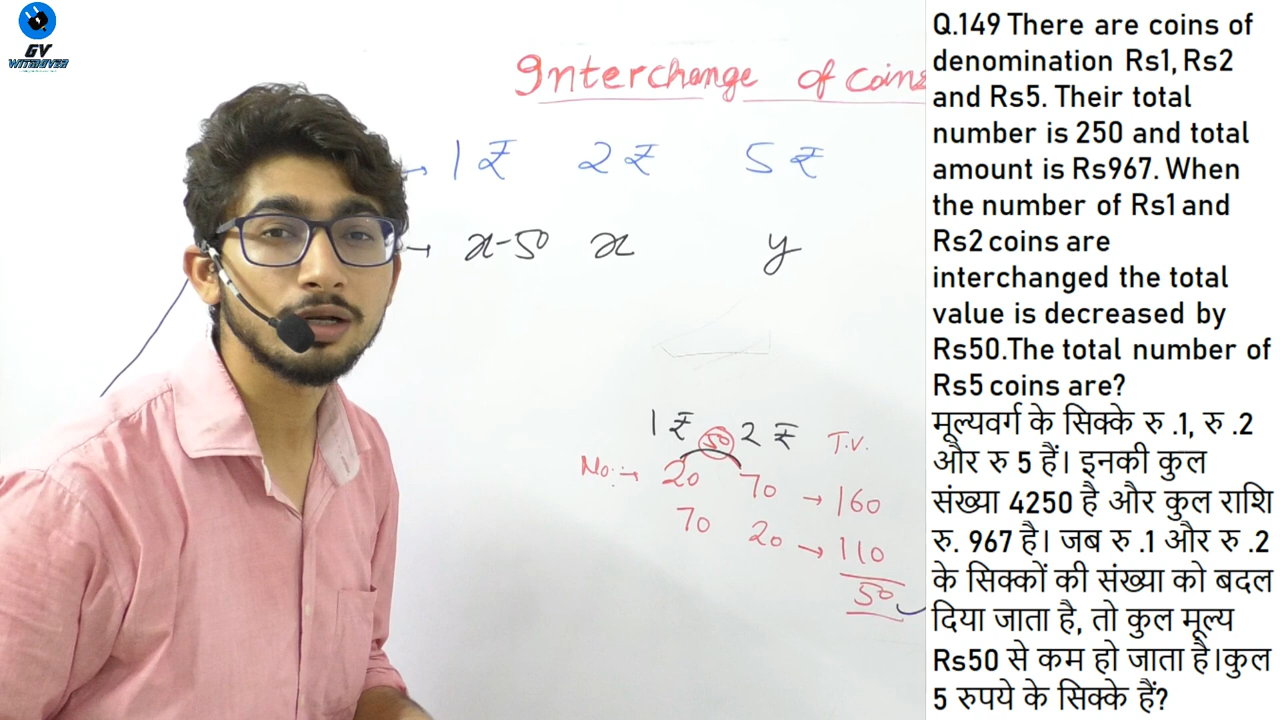 GV
WITHOVER
Interchange of coins
1₹ 2₹ 5₹
→ x-50 x y
1₹ 50 2₹ T.V.
No:→ 20 70 → 160
70 20 → 110
50
Q.149 There are coins of
denomination Rs1, Rs2
and Rs5. Their total
number is 250 and total
amount is Rs967. When
the number of Rs1 and
Rs2 coins are
interchanged the total
value is decreased by
Rs50.The total number of
Rs5 coins are?
मूल्यवर्ग के सिक्के रु .1, रु .2
और रु 5 हैं। इनकी कुल
संख्या 4250 है और कुल राशि
रु. 967 है। जब रु .1 और रु .2
के सिक्कों की संख्या को बदल
दिया जाता है, तो कुल मूल्य
Rs50 से कम हो जाता है।कुल
5 रुपये के सिक्के हैं?